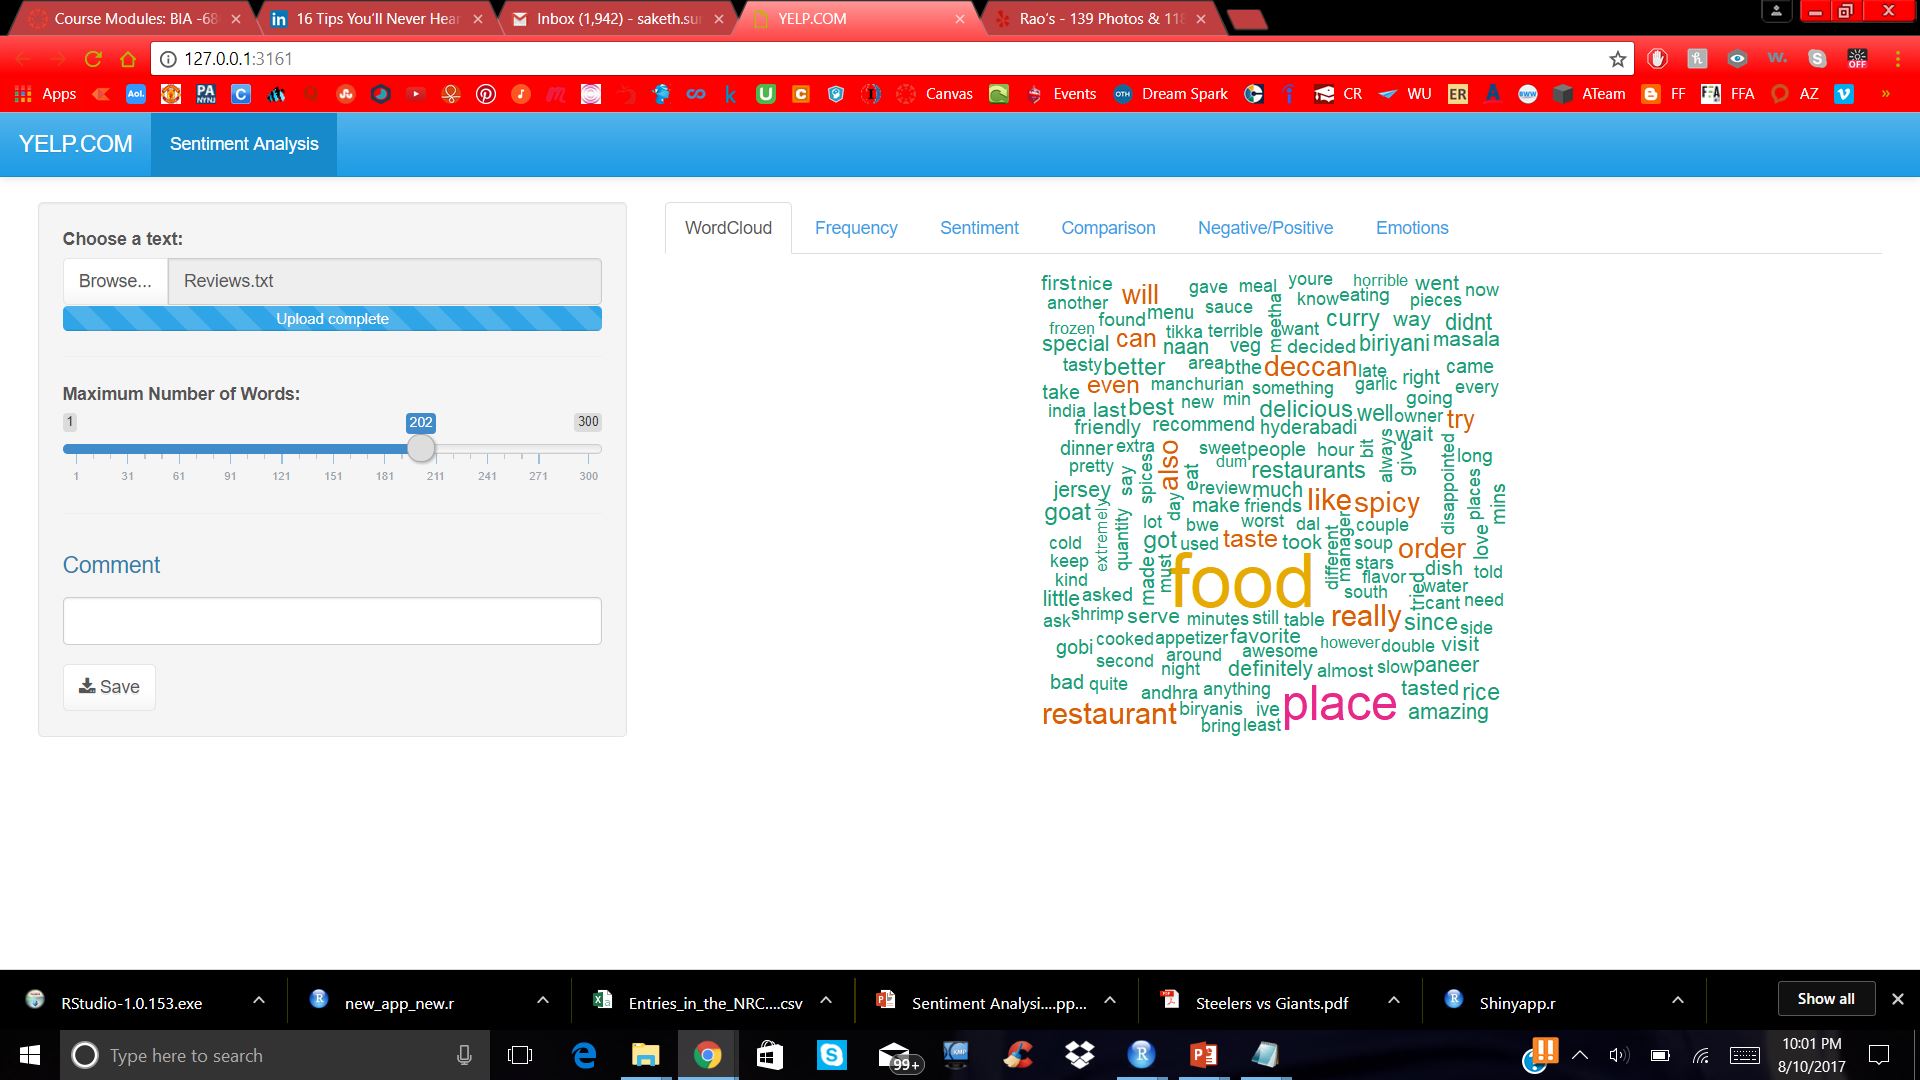 Course Modules: BIA -68
16 Tips You'll Never Hear
Inbox (1,942) - saketh.sur
YELP.COM
Rao's - 139 Photos & 118
127.0.0.1:3161
Apps
Aol.
PA
NYNJ
Canvas
Events
OTH
Dream Spark
CR
WU
ER
ATeam
FF
FFA
FFA
AZ
OFF
YELP.COM
Sentiment Analysis
Choose a text:
Browse...
Reviews.txt
Upload complete
Maximum Number of Words:
1
202
300
1 31 61 91 121 151 181 211 241 271 300
Comment
Save
WordCloud
Frequency
Sentiment
Comparison
Negative/Positive
Emotions
first nice will gave meal youre horrible went now
another menu sauce meetha know eating pieces
frozen found tikka terrible want curry way didnt
special can naan veg decided biriyani masala
tasty better area bthe deccan late right came
take even manchurian something garlic going every
india last best new min delicious well owner try
friendly recommend hyderabadi wait
dinner extra also sweet people hour bit always give disappointed long
pretty say spices eat dum restaurants places mins
jersey day review much like spicy
goat extremely quantity lot make friends manager
cold bwe worst dal couple
keep got used taste took different soup order love
kind made must food stars dish told
little asked flavor south tried water
ask shrimp serve minutes still table really cant need since side
gobi cooked appetizer favorite however double visit
second around night awesome definitely almost slow paneer
bad quite andhra anything place tasted rice
restaurant biryanis ive amazing
bring least
RStudio-1.0.153.exe
new_app_new.r
Entries_in_the_NRC....csv
Sentiment Analysi....pp...
Steelers vs Giants.pdf
Shinyapp.r
Show all
Type here to search
99+
10:01 PM
8/10/2017